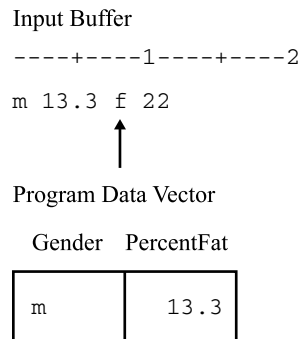 Input Buffer
----+----1----+----2
m 13.3 f 22
Program Data Vector
Gender PercentFat
m 13.3